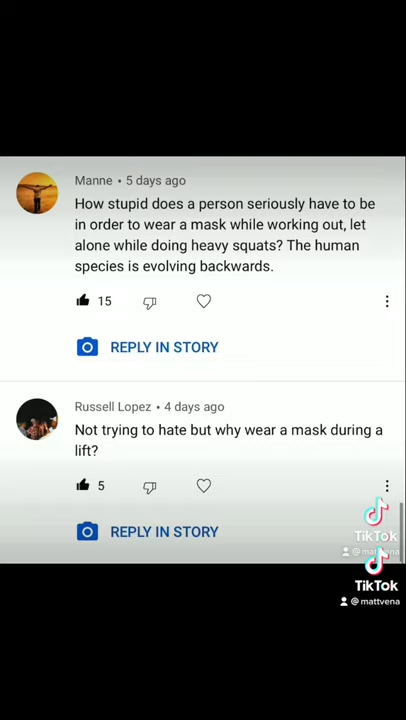 Manne • 5 days ago
How stupid does a person seriously have to be
in order to wear a mask while working out, let
alone while doing heavy squats? The human
species is evolving backwards.
15
REPLY IN STORY
Russell Lopez • 4 days ago
Not trying to hate but why wear a mask during a
lift?
5
REPLY IN STORY
TikTok
@mattvena
TikTok
@mattvena